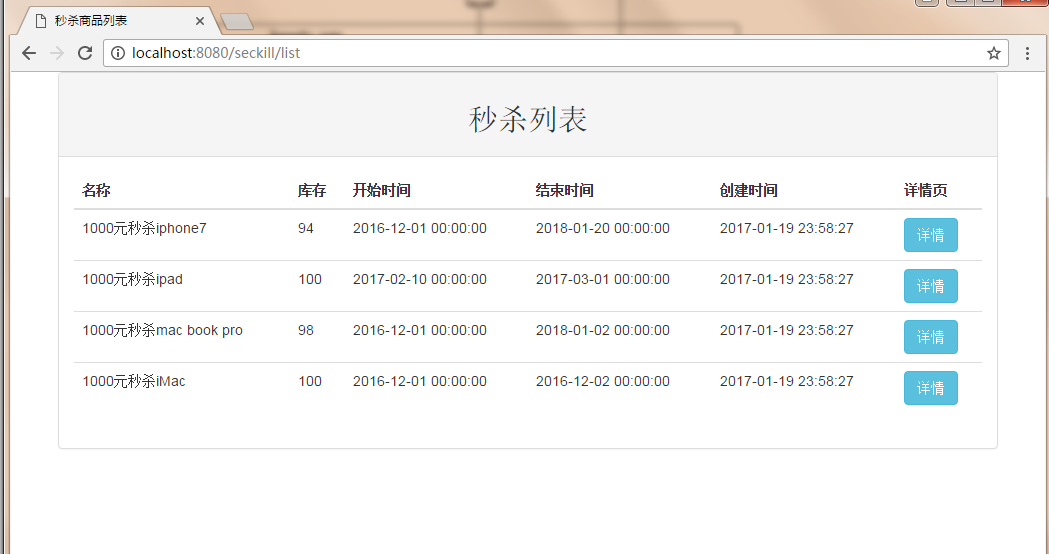 秒杀商品列表
localhost:8080/seckill/list
秒杀列表
名称 库存 开始时间 结束时间 创建时间 详情页
1000元秒杀iphone7 94 2016-12-01 00:00:00 2018-01-20 00:00:00 2017-01-19 23:58:27 详情
1000元秒杀ipad 100 2017-02-10 00:00:00 2017-03-01 00:00:00 2017-01-19 23:58:27 详情
1000元秒杀mac book pro 98 2016-12-01 00:00:00 2018-01-02 00:00:00 2017-01-19 23:58:27 详情
1000元秒杀iMac 100 2016-12-01 00:00:00 2016-12-02 00:00:00 2017-01-19 23:58:27 详情